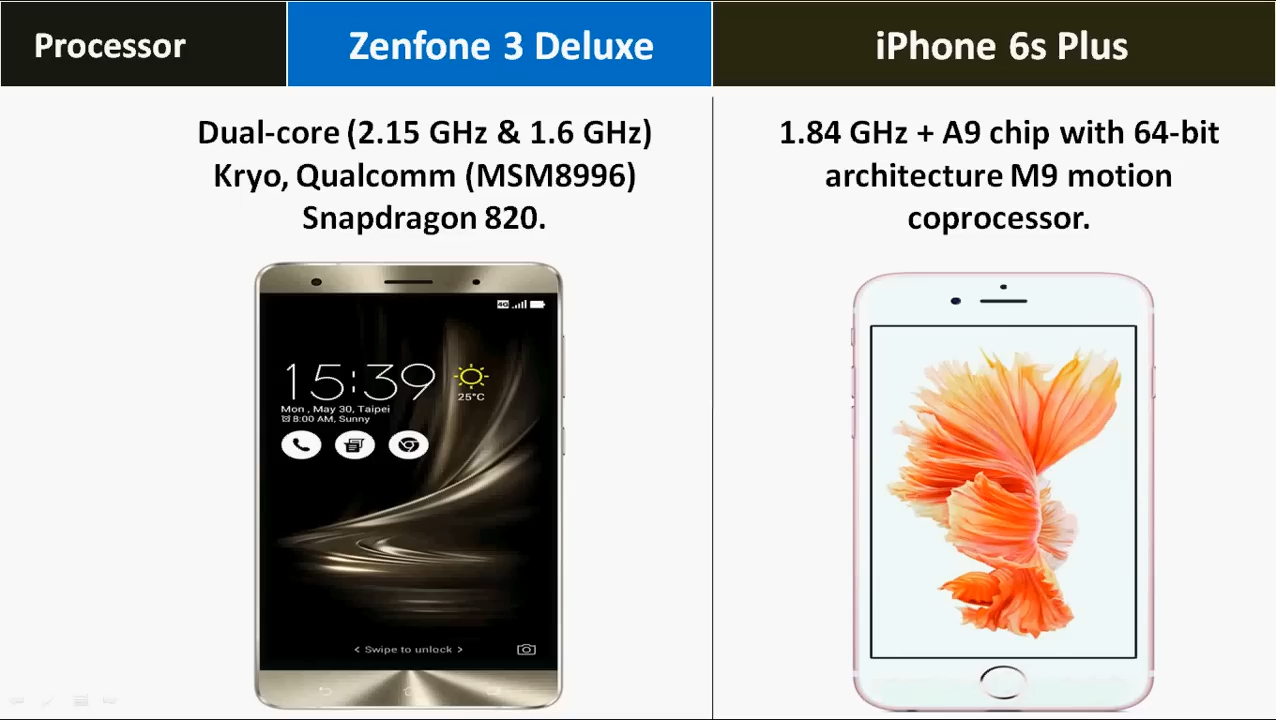 Processor
Zenfone 3 Deluxe
iPhone 6s Plus
Dual-core (2.15 GHz & 1.6 GHz)
Kryo, Qualcomm (MSM8996)
Snapdragon 820.
1.84 GHz + A9 chip with 64-bit
architecture M9 motion
coprocessor.
4G
15:39
25°C
Mon , May 30, Taipei
8:00 AM, Sunny
< Swipe to unlock >